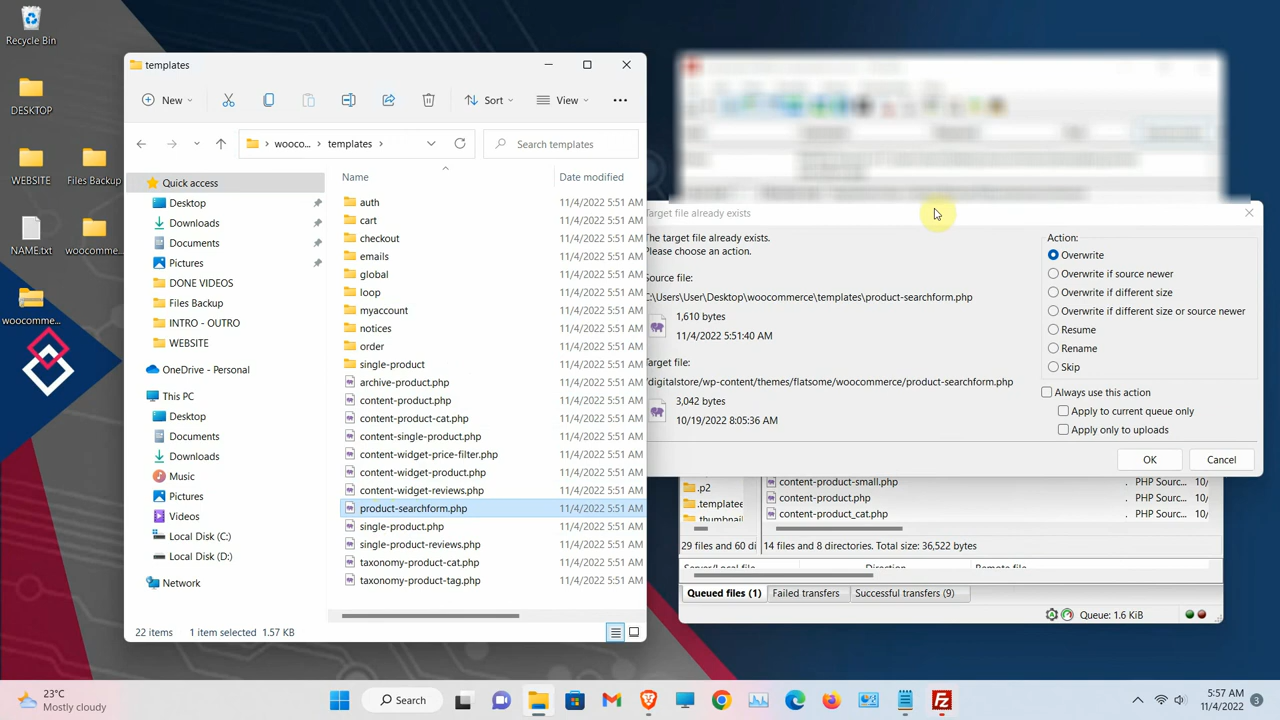 Recycle Bin
DESKTOP
WEBSITE
Files Backup
NAME.txt
woocomme...
woocomme...
templates
New
Sort
View
wooco...
templates
Search templates
Quick access
Desktop
Downloads
Documents
Pictures
DONE VIDEOS
Files Backup
INTRO - OUTRO
WEBSITE
OneDrive - Personal
This PC
Desktop
Documents
Downloads
Music
Pictures
Videos
Local Disk (C:)
Local Disk (D:)
Network
Name
Date modified
auth 11/4/2022 5:51 AM
cart 11/4/2022 5:51 AM
checkout 11/4/2022 5:51 AM
emails 11/4/2022 5:51 AM
global 11/4/2022 5:51 AM
loop 11/4/2022 5:51 AM
myaccount 11/4/2022 5:51 AM
notices 11/4/2022 5:51 AM
order 11/4/2022 5:51 AM
single-product 11/4/2022 5:51 AM
archive-product.php 11/4/2022 5:51 AM
content-product.php 11/4/2022 5:51 AM
content-product-cat.php 11/4/2022 5:51 AM
content-single-product.php 11/4/2022 5:51 AM
content-widget-price-filter.php 11/4/2022 5:51 AM
content-widget-product.php 11/4/2022 5:51 AM
content-widget-reviews.php 11/4/2022 5:51 AM
product-searchform.php 11/4/2022 5:51 AM
single-product.php 11/4/2022 5:51 AM
single-product-reviews.php 11/4/2022 5:51 AM
taxonomy-product-cat.php 11/4/2022 5:51 AM
taxonomy-product-tag.php 11/4/2022 5:51 AM
22 items 1 item selected 1.57 KB
Target file already exists
The target file already exists.
Please choose an action.
Source file:
C:\Users\User\Desktop\woocommerce\templates\product-searchform.php
1,610 bytes
11/4/2022 5:51:40 AM
Target file:
/digitalstore/wp-content/themes/flatsome/woocommerce/product-searchform.php
3,042 bytes
10/19/2022 8:05:36 AM
Action:
Overwrite
Overwrite if source newer
Overwrite if different size
Overwrite if different size or source newer
Resume
Rename
Skip
Always use this action
Apply to current queue only
Apply only to uploads
OK
Cancel
.p2
.templatee
thumbnail
content-product-small.php PHP Sourc... 10/
content-product.php PHP Sourc... 10/
content-product_cat.php PHP Sourc... 10/
29 files and 60 di
14 files and 8 directories. Total size: 36,522 bytes
Server/Local file Direction Remote file
Queued files (1)
Failed transfers
Successful transfers (9)
Queue: 1.6 KiB
23°C
Mostly cloudy
Search
5:57 AM
11/4/2022
3